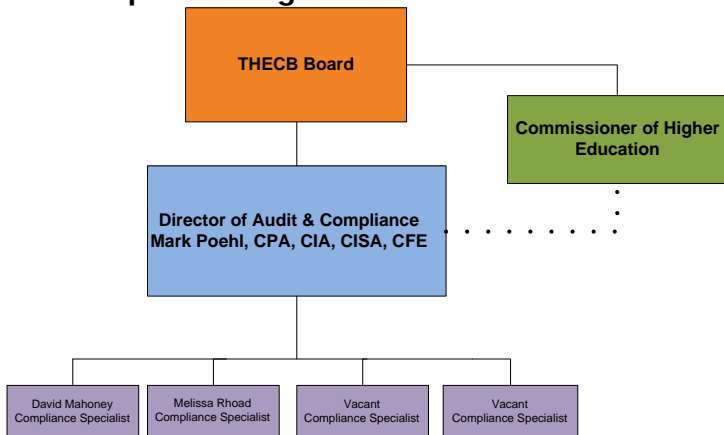 THECB Board
Commissioner of Higher
Education
Director of Audit & Compliance
Mark Poehl, CPA, CIA, CISA, CFE
David Mahoney
Compliance Specialist
Melissa Rhoad
Compliance Specialist
Vacant
Compliance Specialist
Vacant
Compliance Specialist